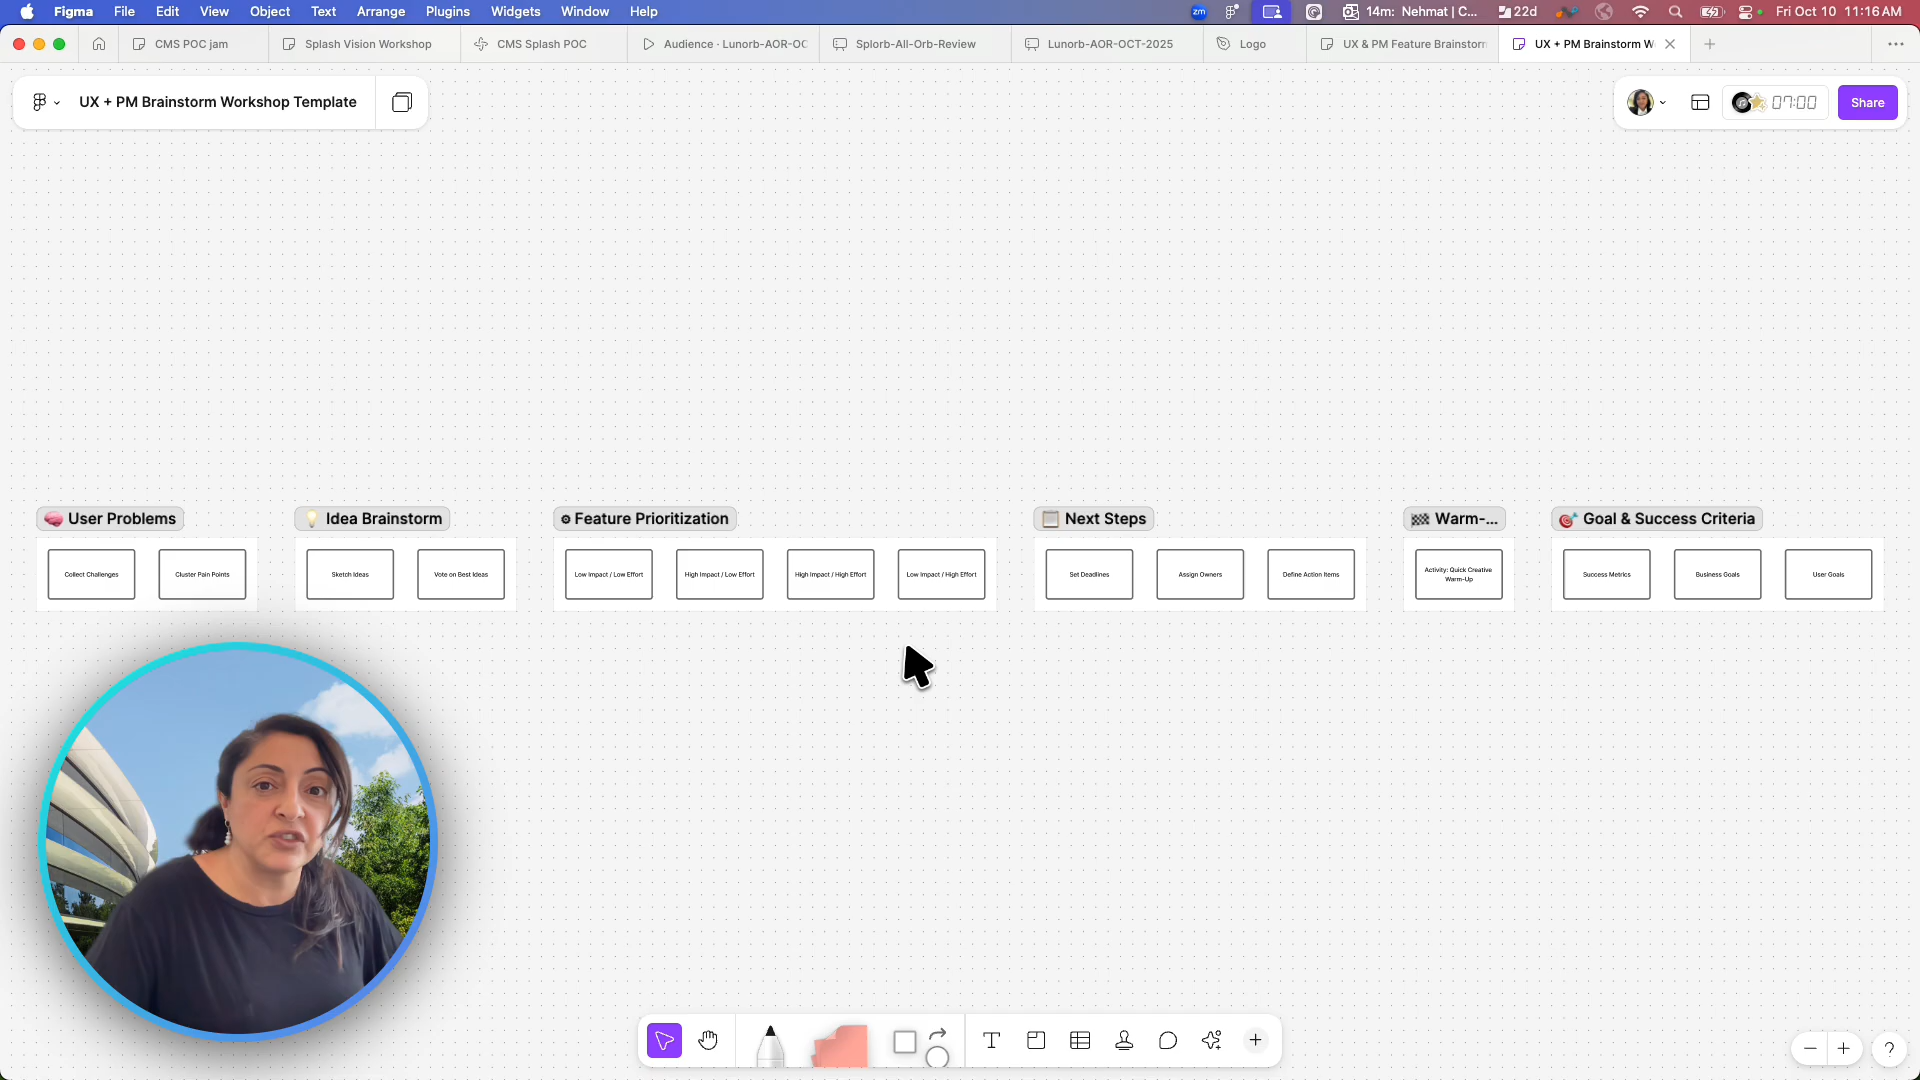 Figma File Edit View Object Text Arrange Plugins Widgets Window Help
zm 14m: Nehmat | C... 22d Fri Oct 10 11:16 AM
CMS POC jam
Splash Vision Workshop
CMS Splash POC
Audience · Lunorb-AOR-OC
Splorb-All-Orb-Review
Lunorb-AOR-OCT-2025
Logo
UX & PM Feature Brainstorm
UX + PM Brainstorm W
UX + PM Brainstorm Workshop Template
07:00
Share
User Problems
Idea Brainstorm
Feature Prioritization
Next Steps
Warm-...
Goal & Success Criteria
Collect Challenges
Cluster Pain Points
Sketch Ideas
Vote on Best Ideas
Low Impact / Low Effort
High Impact / Low Effort
High Impact / High Effort
Low Impact / High Effort
Set Deadlines
Assign Owners
Define Action Items
Activity: Quick Creative
Warm-Up
Success Metrics
Business Goals
User Goals
T
?